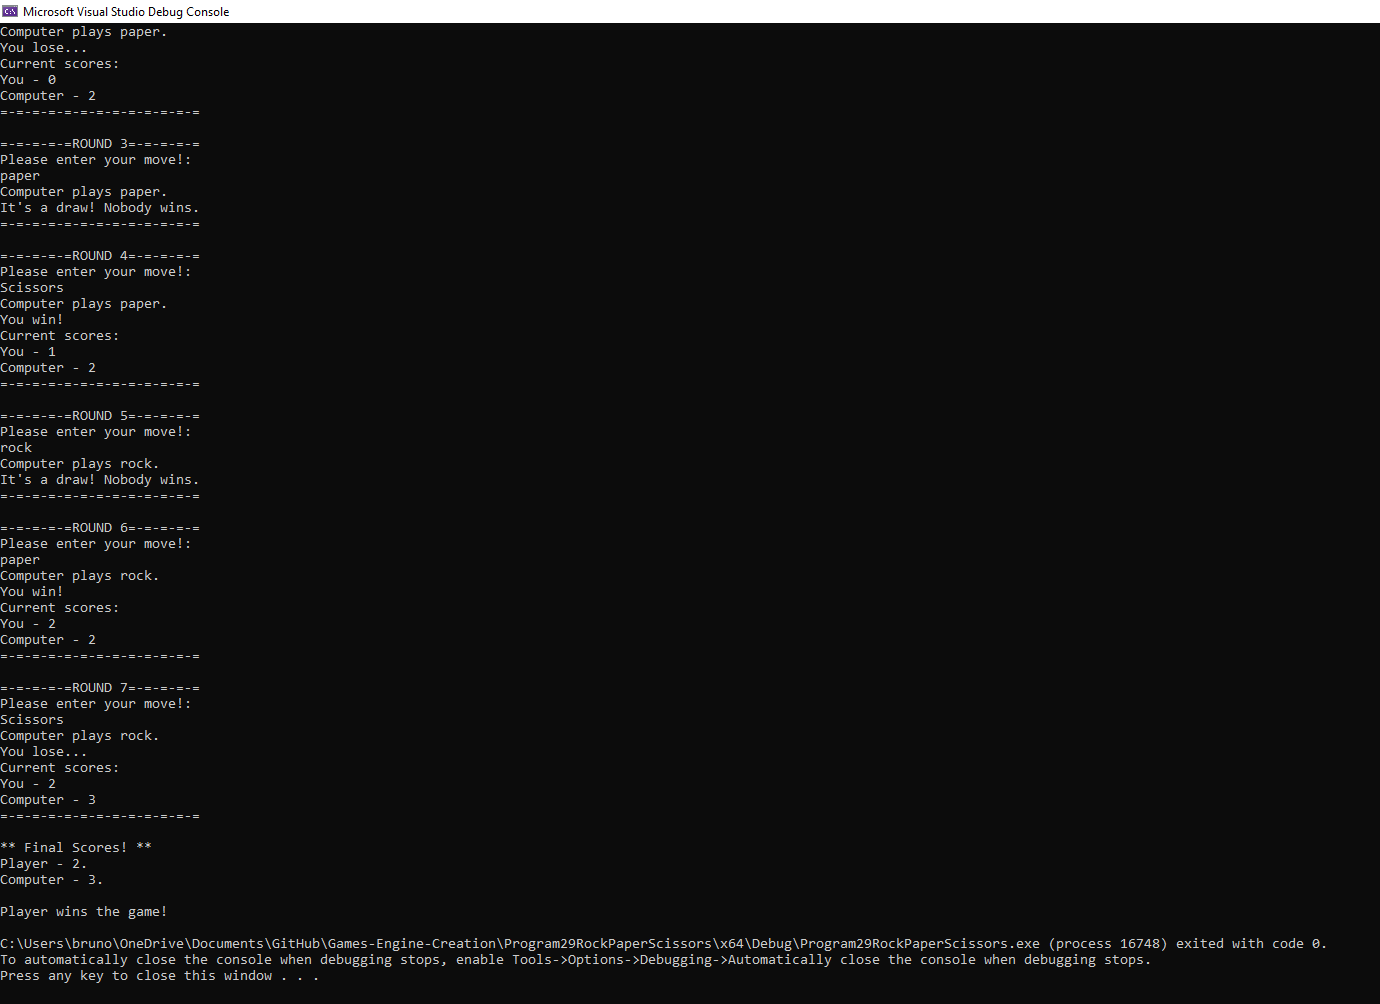 Microsoft Visual Studio Debug Console
Computer plays paper.
You lose...
Current scores:
You - 0
Computer - 2
=-=-=-=-=-=-=-=-=-=-=-=-=

=-=-=-=-=ROUND 3=-=-=-=-=
Please enter your move!:
paper
Computer plays paper.
It's a draw! Nobody wins.
=-=-=-=-=-=-=-=-=-=-=-=-=

=-=-=-=-=ROUND 4=-=-=-=-=
Please enter your move!:
Scissors
Computer plays paper.
You win!
Current scores:
You - 1
Computer - 2
=-=-=-=-=-=-=-=-=-=-=-=-=

=-=-=-=-=ROUND 5=-=-=-=-=
Please enter your move!:
rock
Computer plays rock.
It's a draw! Nobody wins.
=-=-=-=-=-=-=-=-=-=-=-=-=

=-=-=-=-=ROUND 6=-=-=-=-=
Please enter your move!:
paper
Computer plays rock.
You win!
Current scores:
You - 2
Computer - 2
=-=-=-=-=-=-=-=-=-=-=-=-=

=-=-=-=-=ROUND 7=-=-=-=-=
Please enter your move!:
Scissors
Computer plays rock.
You lose...
Current scores:
You - 2
Computer - 3
=-=-=-=-=-=-=-=-=-=-=-=-=

** Final Scores! **
Player - 2.
Computer - 3.

Player wins the game!

C:\Users\bruno\OneDrive\Documents\GitHub\Games-Engine-Creation\Program29RockPaperScissors\x64\Debug\Program29RockPaperScissors.exe (process 16748) exited with code 0.
To automatically close the console when debugging stops, enable Tools->Options->Debugging->Automatically close the console when debugging stops.
Press any key to close this window . . .